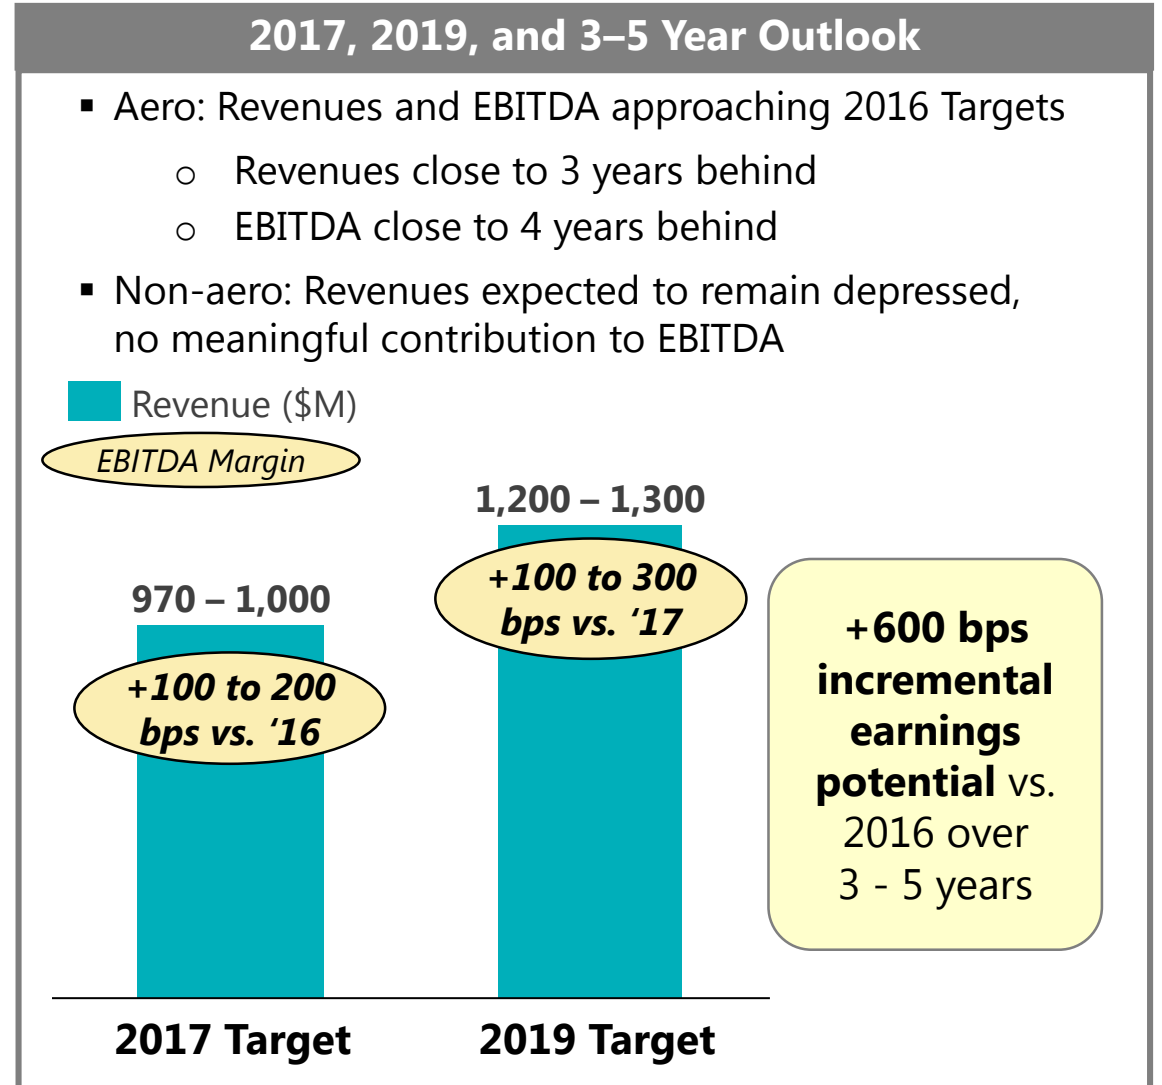 2017, 2019, and 3–5 Year Outlook
▪ Aero: Revenues and EBITDA approaching 2016 Targets
o Revenues close to 3 years behind
o EBITDA close to 4 years behind
▪ Non-aero: Revenues expected to remain depressed,
no meaningful contribution to EBITDA
Revenue ($M)
EBITDA Margin
1,200 – 1,300
+100 to 300
bps vs. ‘17
970 – 1,000
+100 to 200
bps vs. ‘16
+600 bps
incremental
earnings
potential vs.
2016 over
3 - 5 years
2017 Target
2019 Target